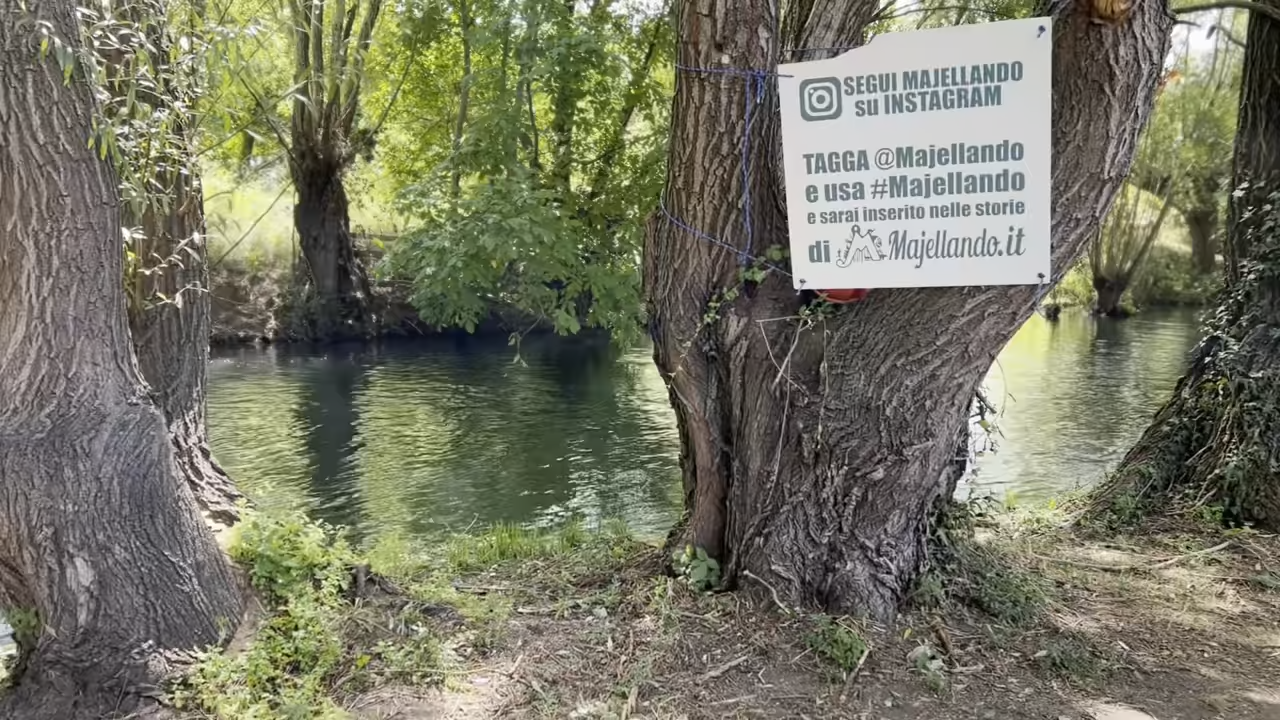 SEGUI MAJELLANDO
su INSTAGRAM
TAGGA @Majellando
e usa #Majellando
e sarai inserito nelle storie
di Majellando.it